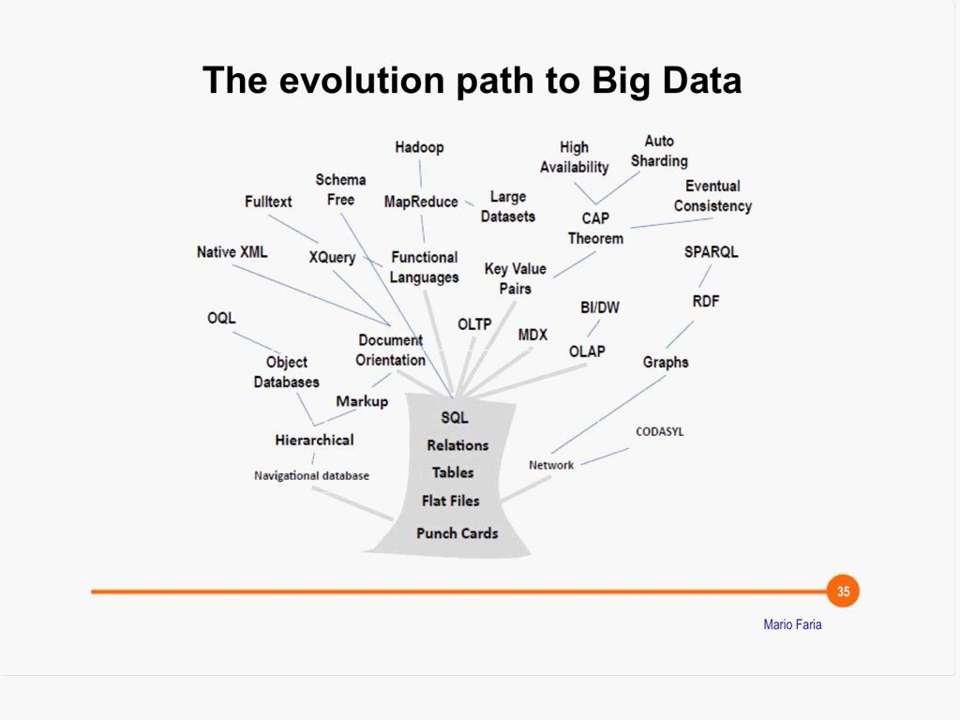 The evolution path to Big Data
Hadoop
High
Availability
Auto
Sharding
Schema
Free
Fulltext
MapReduce
Large
Datasets
Eventual
Consistency
CAP
Theorem
Native XML
XQuery
Functional
Languages
Key Value
Pairs
SPARQL
OQL
OLTP
MDX
BI/DW
RDF
Document
Orientation
OLAP
Object
Databases
Graphs
Markup
SQL
Hierarchical
Relations
CODASYL
Navigational database
Tables
Network
Flat Files
Punch Cards
35
Mario Faria